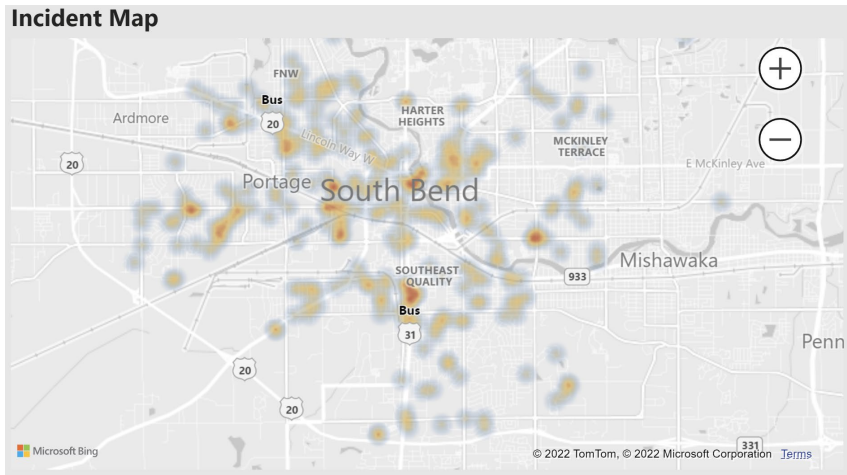 Incident Map
FNW
Bus
20
HARTER
HEIGHTS
Ardmore
Lincoln Way W
MCKINLEY
TERRACE
20
E McKinley Ave
Portage
South Bend
Mishawaka
SOUTHEAST
QUALITY
933
Bus
31
Penn
20
20
331
Microsoft Bing
© 2022 TomTom, © 2022 Microsoft Corporation Terms